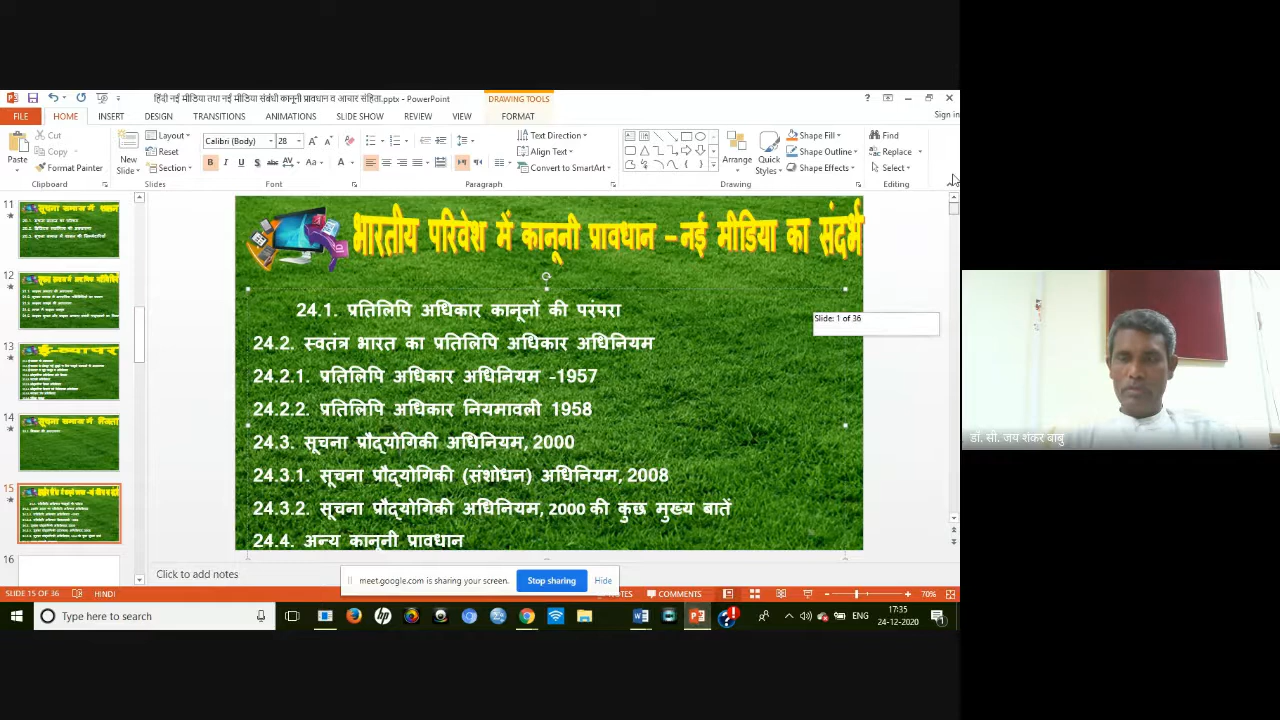 हिंदी नई मीडिया तथा नई मीडिया संबंधी कानूनी प्रावधान व आचार संहिता.pptx - PowerPoint
DRAWING TOOLS
Sign in
FILE HOME INSERT DESIGN TRANSITIONS ANIMATIONS SLIDE SHOW REVIEW VIEW FORMAT
Paste
Cut
Copy
Format Painter
Clipboard
New Slide
Layout
Reset
Section
Slides
Calibri (Body) 28
Font
Text Direction
Align Text
Convert to SmartArt
Paragraph
Arrange
Quick Styles
Shape Fill
Shape Outline
Shape Effects
Drawing
Find
Replace
Select
Editing
11
12
13
ई-व्यापार
14
15
16
भारतीय परिवेश में कानूनी प्रावधान –नई मीडिया का संदर्भ
24.1. प्रतिलिपि अधिकार कानूनों की परंपरा
24.2. स्वतंत्र भारत का प्रतिलिपि अधिकार अधिनियम
24.2.1. प्रतिलिपि अधिकार अधिनियम -1957
24.2.2. प्रतिलिपि अधिकार नियमावली 1958
24.3. सूचना प्रौद्योगिकी अधिनियम, 2000
24.3.1. सूचना प्रौद्योगिकी (संशोधन) अधिनियम, 2008
24.3.2. सूचना प्रौद्योगिकी अधिनियम, 2000 की कुछ मुख्य बातें
24.4. अन्य कानूनी प्रावधान
Slide: 1 of 36
डॉ. सी. जय शंकर बाबु
Click to add notes
meet.google.com is sharing your screen. Stop sharing Hide
SLIDE 15 OF 36 HINDI NOTES COMMENTS 70%
Type here to search
ENG
17:35
24-12-2020